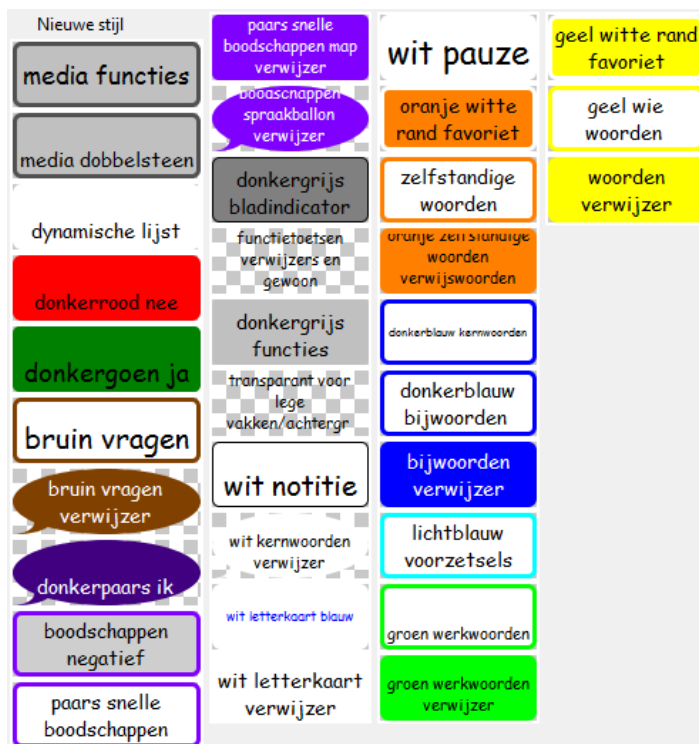 Nieuwe stijl
media functies
media dobbelsteen
dynamische lijst
donkerrood nee
donkergoen ja
bruin vragen
bruin vragen
verwijzer
donkerpaars ik
boodschappen
negatief
paars snelle
boodschappen
paars snelle
boodschappen map
verwijzer
boodschappen
spraakballon
verwijzer
donkergrijs
bladindicator
functietoetsen
verwijzers en
gewoon
donkergrijs
functies
transparant voor
lege
vakken/achtergr
wit notitie
wit kernwoorden
verwijzer
wit letterkaart blauw
wit letterkaart
verwijzer
wit pauze
oranje witte
rand favoriet
zelfstandige
woorden
oranje zelfstandige
woorden
verwijswoorden
donkerblauw kernwoorden
donkerblauw
bijwoorden
bijwoorden
verwijzer
lichtblauw
voorzetsels
groen werkwoorden
groen werkwoorden
verwijzer
geel witte rand
favoriet
geel wie
woorden
woorden
verwijzer